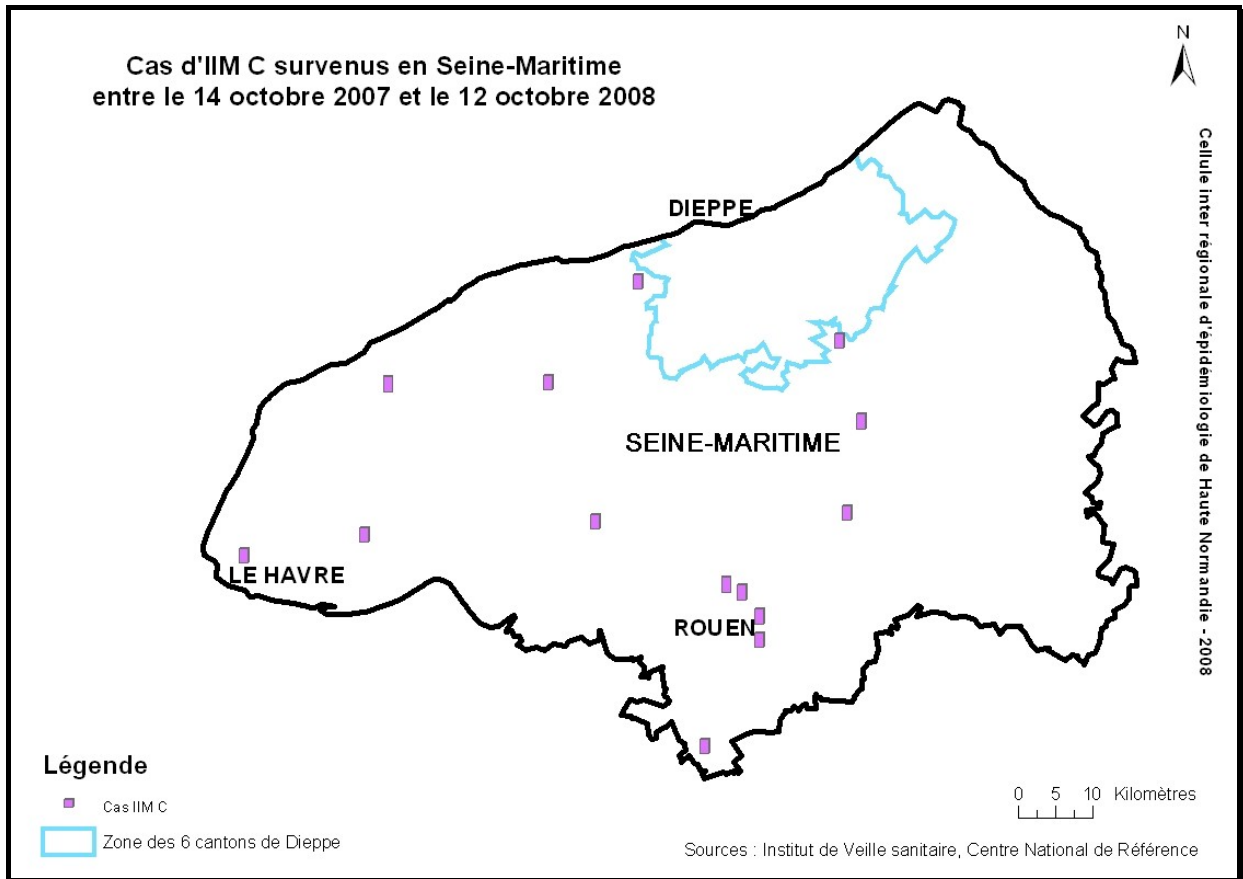 Cas d'IIM C survenus en Seine-Maritime
entre le 14 octobre 2007 et le 12 octobre 2008
N
Cellule inter régionale d'épidémiologie de Haute Normandie - 2008
DIEPPE
SEINE-MARITIME
LE HAVRE
ROUEN
Légende
Cas IIM C
Zone des 6 cantons de Dieppe
0 5 10 Kilomètres
Sources : Institut de Veille sanitaire, Centre National de Référence